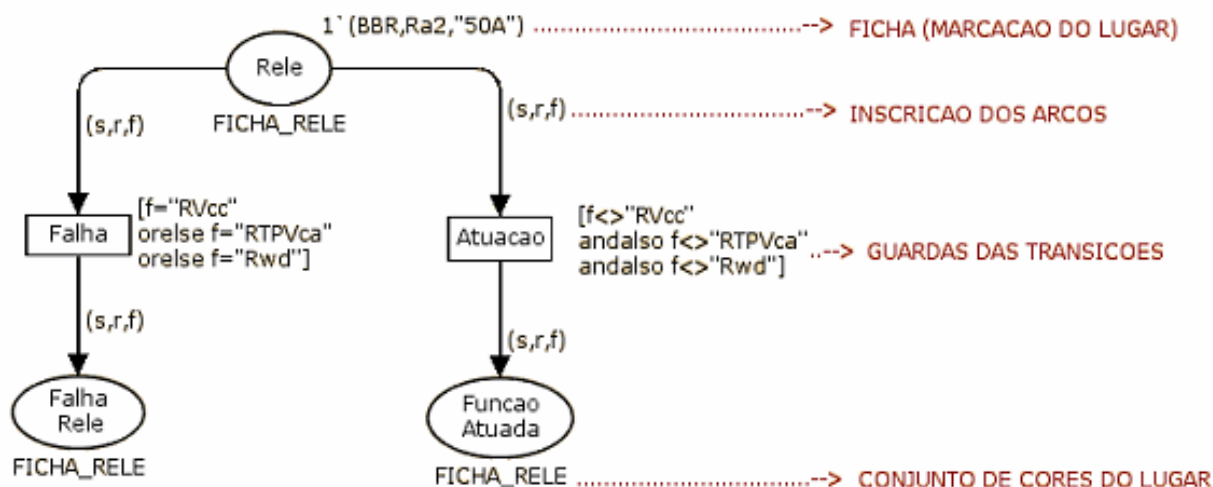 1`(BBR,Ra2,"50A") ....................................--> FICHA (MARCACAO DO LUGAR)
Rele
FICHA_RELE
(s,r,f)
(s,r,f) ....................................--> INSCRICAO DOS ARCOS
Falha
[f="RVcc"
orelse f="RTPVca"
orelse f="Rwd"]
Atuacao
[f<>"RVcc"
andalso f<>"RTPVca"
andalso f<>"Rwd"]
..--> GUARDAS DAS TRANSICOES
(s,r,f)
(s,r,f)
Falha
Rele
FICHA_RELE
Funcao
Atuada
FICHA_RELE ....................................--> CONJUNTO DE CORES DO LUGAR